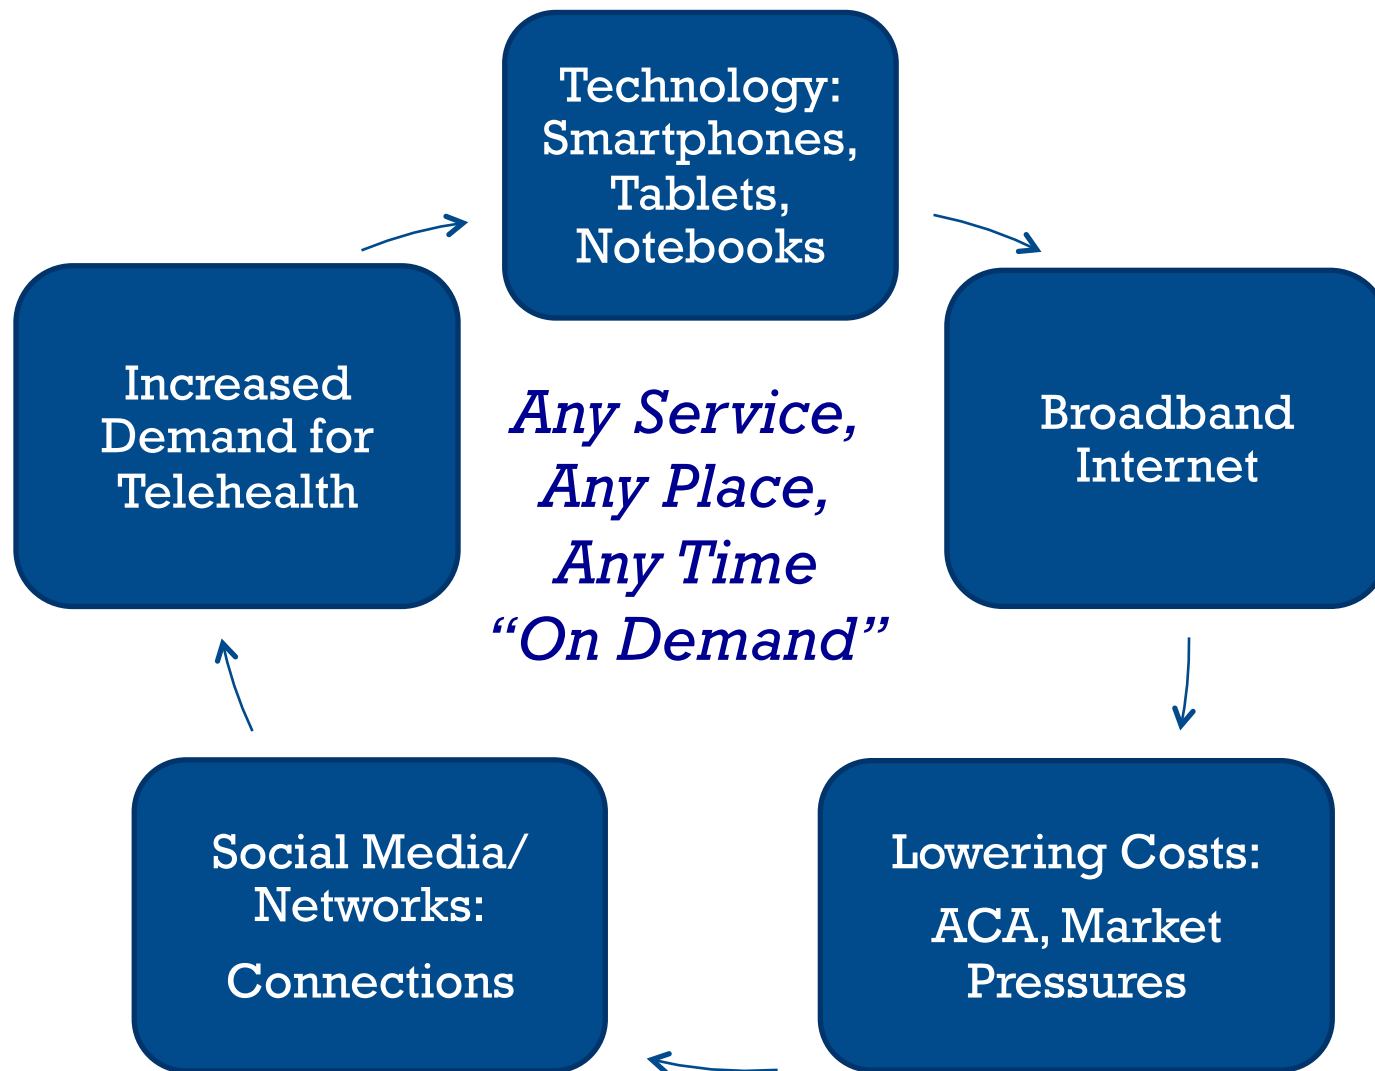 Technology:
Smartphones,
Tablets,
Notebooks
Broadband
Internet
Lowering Costs:
ACA, Market
Pressures
Social Media/
Networks:
Connections
Increased
Demand for
Telehealth
Any Service,
Any Place,
Any Time
“On Demand”